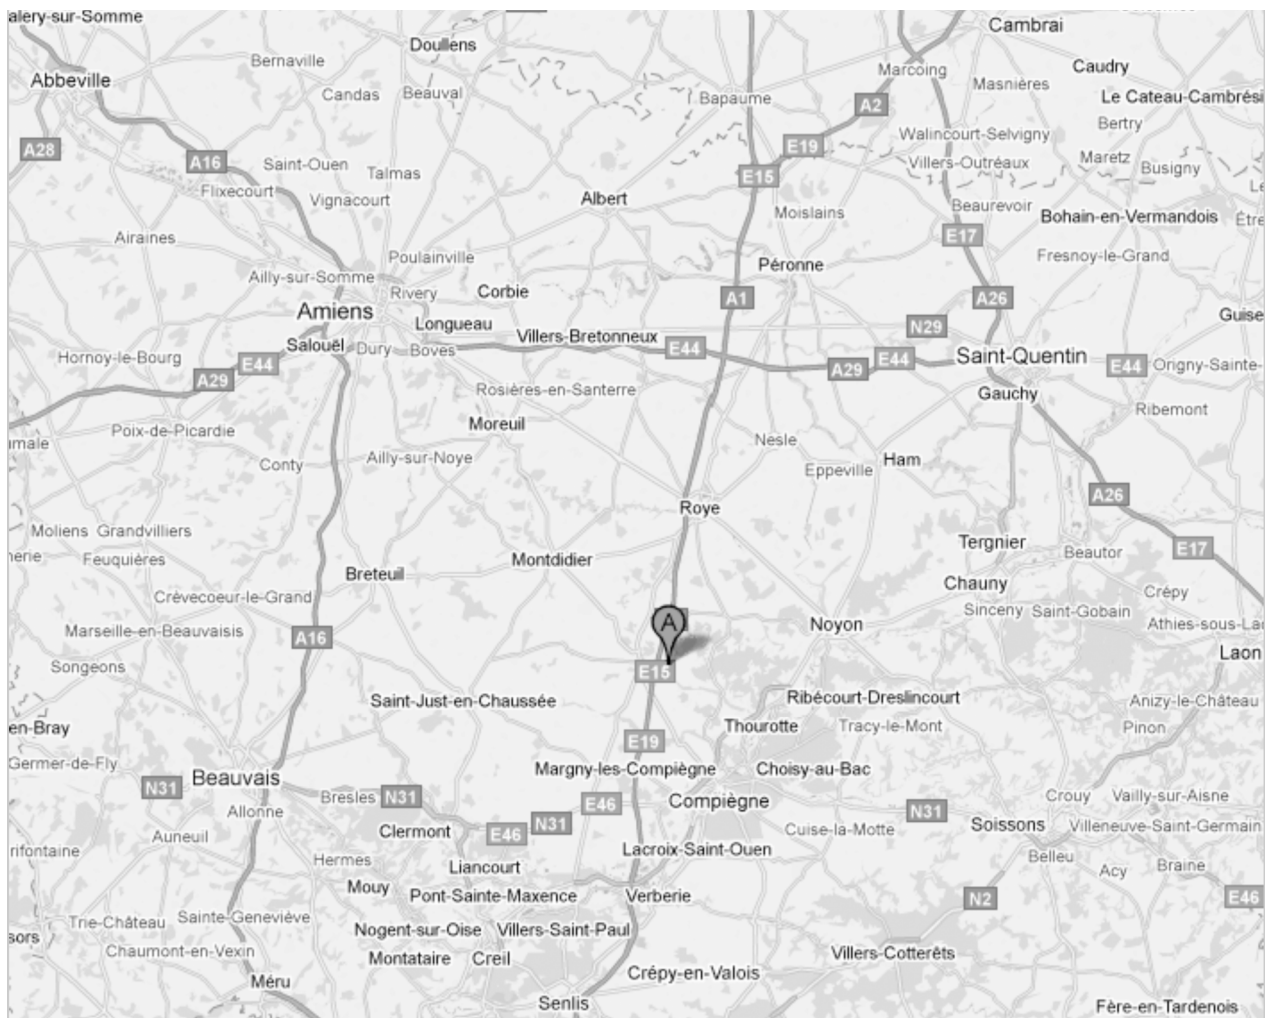 alery-sur-Somme
Doullens
Cambrai
Bernaville
Marcoing
Caudry
Abbeville
Candas
Beauval
Bapaume
Masnières
Le Cateau-Cambrési
A2
Bertry
A28
A16
Saint-Ouen
E19
Walincourt-Selvigny
Talmas
Villers-Outréaux
Maretz
Busigny
E15
Flixecourt
Vignacourt
Albert
Moislains
Beaurevoir
Bohain-en-Vermandois
Étre
Airaines
E17
Poulainville
Péronne
Fresnoy-le-Grand
Ailly-sur-Somme
Rivery
Corbie
A1
A26
Amiens
Longueau
N29
Guise
Salouël
Dury
Boves
Villers-Bretonneux
E44
Saint-Quentin
Hornoy-le-Bourg
E44
A29
E44
E44
Origny-Sainte-
A29
Rosières-en-Santerre
Gauchy
Moreuil
Ribemont
umale
Poix-de-Picardie
Nesle
Conty
Ailly-sur-Noye
Eppeville
Ham
A26
Roye
Moliens
Grandvilliers
Tergnier
E17
nerie
Feuquières
Montdidier
Beautor
Breteuil
Chauny
Crépy
Crèvecoeur-le-Grand
Sinceny
Saint-Gobain
A
Noyon
Athies-sous-La
Marseille-en-Beauvaisis
A16
Laon
Songeons
E15
Saint-Just-en-Chaussée
Ribécourt-Dreslincourt
Anizy-le-Château
en-Bray
Thourotte
Tracy-le-Mont
Pinon
E19
Germer-de-Fly
Margny-les-Compiègne
Choisy-au-Bac
Beauvais
N31
Bresles
N31
E46
Compiègne
Crouy
Vailly-sur-Aisne
Allonne
N31
N31
Soissons
Villeneuve-Saint-Germain
Auneuil
Clermont
E46
Cuise-la-Motte
rifontaine
Hermes
Lacroix-Saint-Ouen
Belleu
Liancourt
Acy
Braine
Mouy
Pont-Sainte-Maxence
Verberie
N2
E46
Trie-Château
Sainte-Geneviève
sors
Nogent-sur-Oise
Villers-Saint-Paul
Chaumont-en-Vexin
Montataire
Creil
Villers-Cotterêts
Méru
Crépy-en-Valois
Senlis
Fère-en-Tardenois